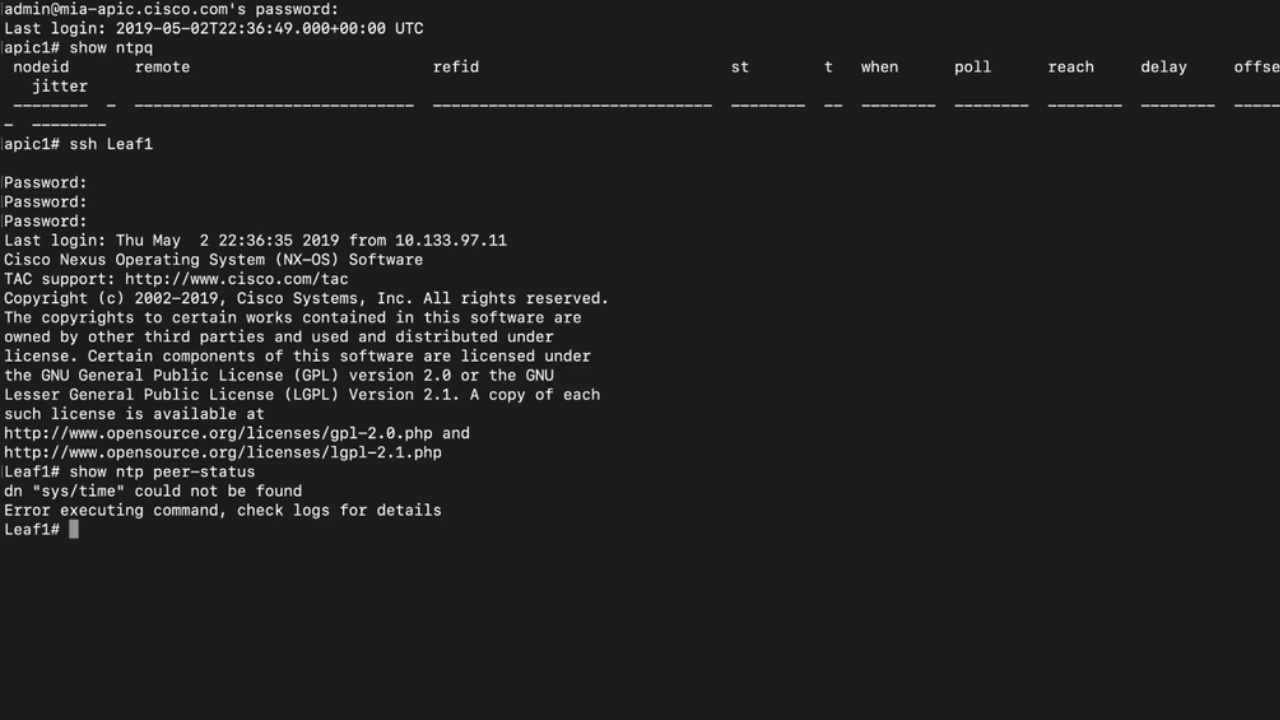 admin@mia-apic.cisco.com's password:
Last login: 2019-05-02T22:36:49.000+00:00 UTC
apic1# show ntpq
nodeid remote refid st t when poll reach delay offse
jitter
-------- - ------------------------------ ------------------------------ -------- -- -------- -------- -------- -------- -----
- --------
apic1# ssh Leaf1
Password:
Password:
Password:
Last login: Thu May  2 22:36:35 2019 from 10.133.97.11
Cisco Nexus Operating System (NX-OS) Software
TAC support: http://www.cisco.com/tac
Copyright (c) 2002-2019, Cisco Systems, Inc. All rights reserved.
The copyrights to certain works contained in this software are
owned by other third parties and used and distributed under
license. Certain components of this software are licensed under
the GNU General Public License (GPL) version 2.0 or the GNU
Lesser General Public License (LGPL) Version 2.1. A copy of each
such license is available at
http://www.opensource.org/licenses/gpl-2.0.php and
http://www.opensource.org/licenses/lgpl-2.1.php
Leaf1# show ntp peer-status
dn "sys/time" could not be found
Error executing command, check logs for details
Leaf1#